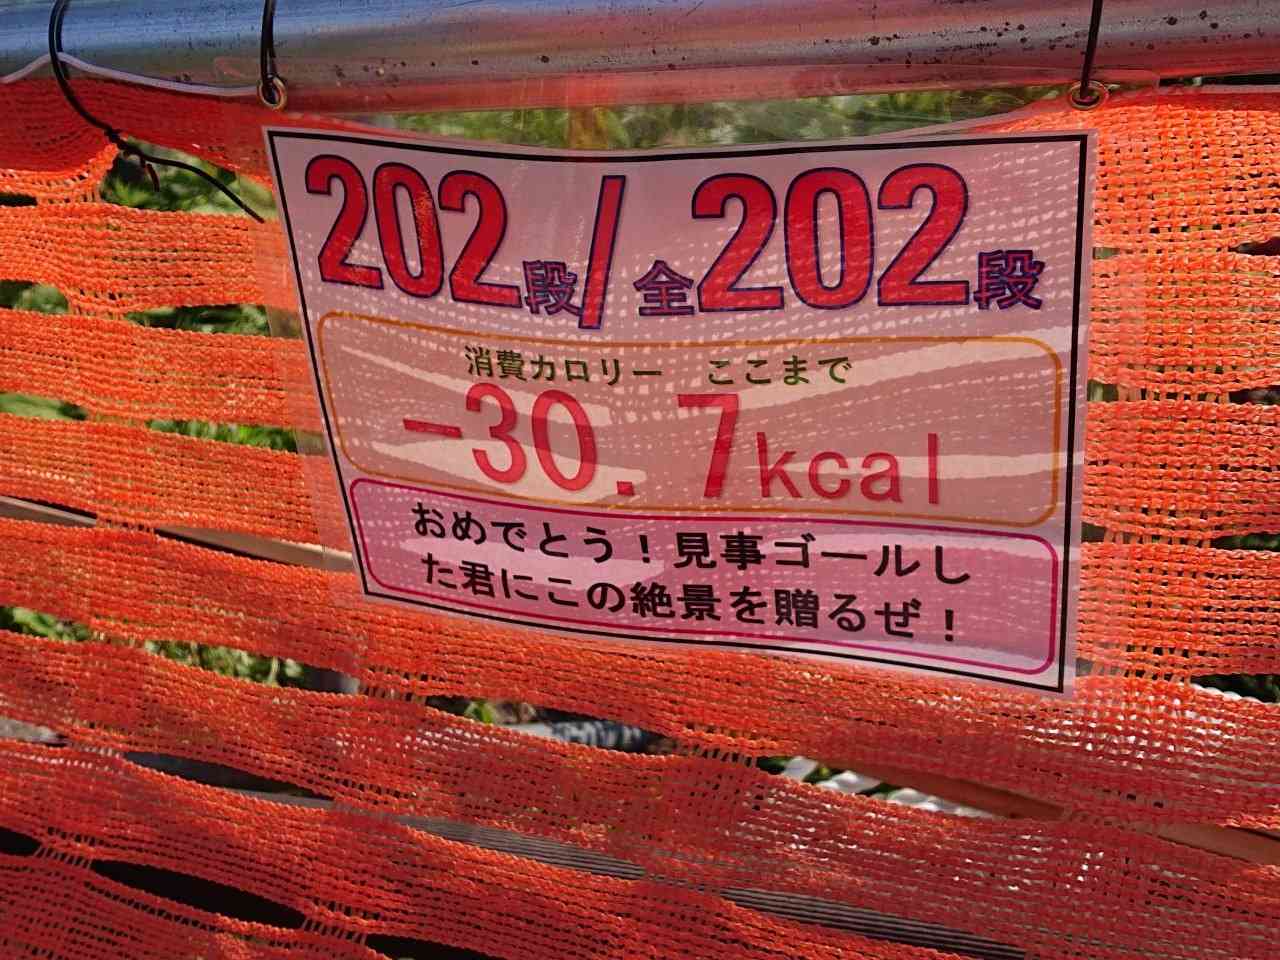 202段/全202段
消費カロリー　ここまで
-30.7kcal
おめでとう！見事ゴールし
た君にこの絶景を贈るぜ！